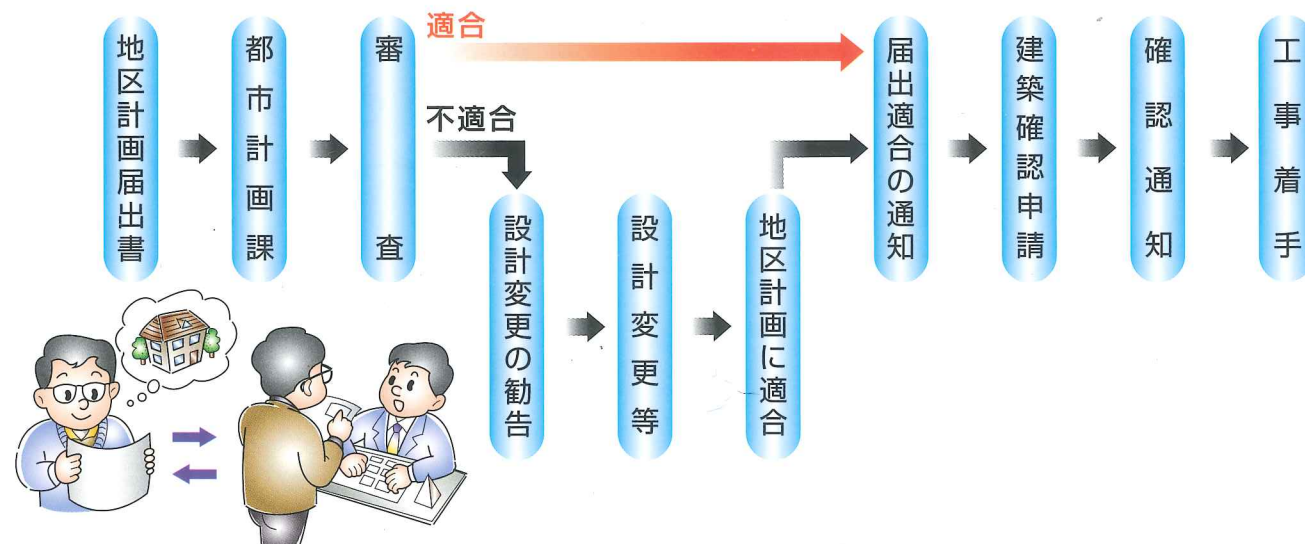 地区計画届出書
都市計画課
審査
適合
不適合
設計変更の勧告
設計変更等
地区計画に適合
届出適合の通知
建築確認申請
確認通知
工事着手